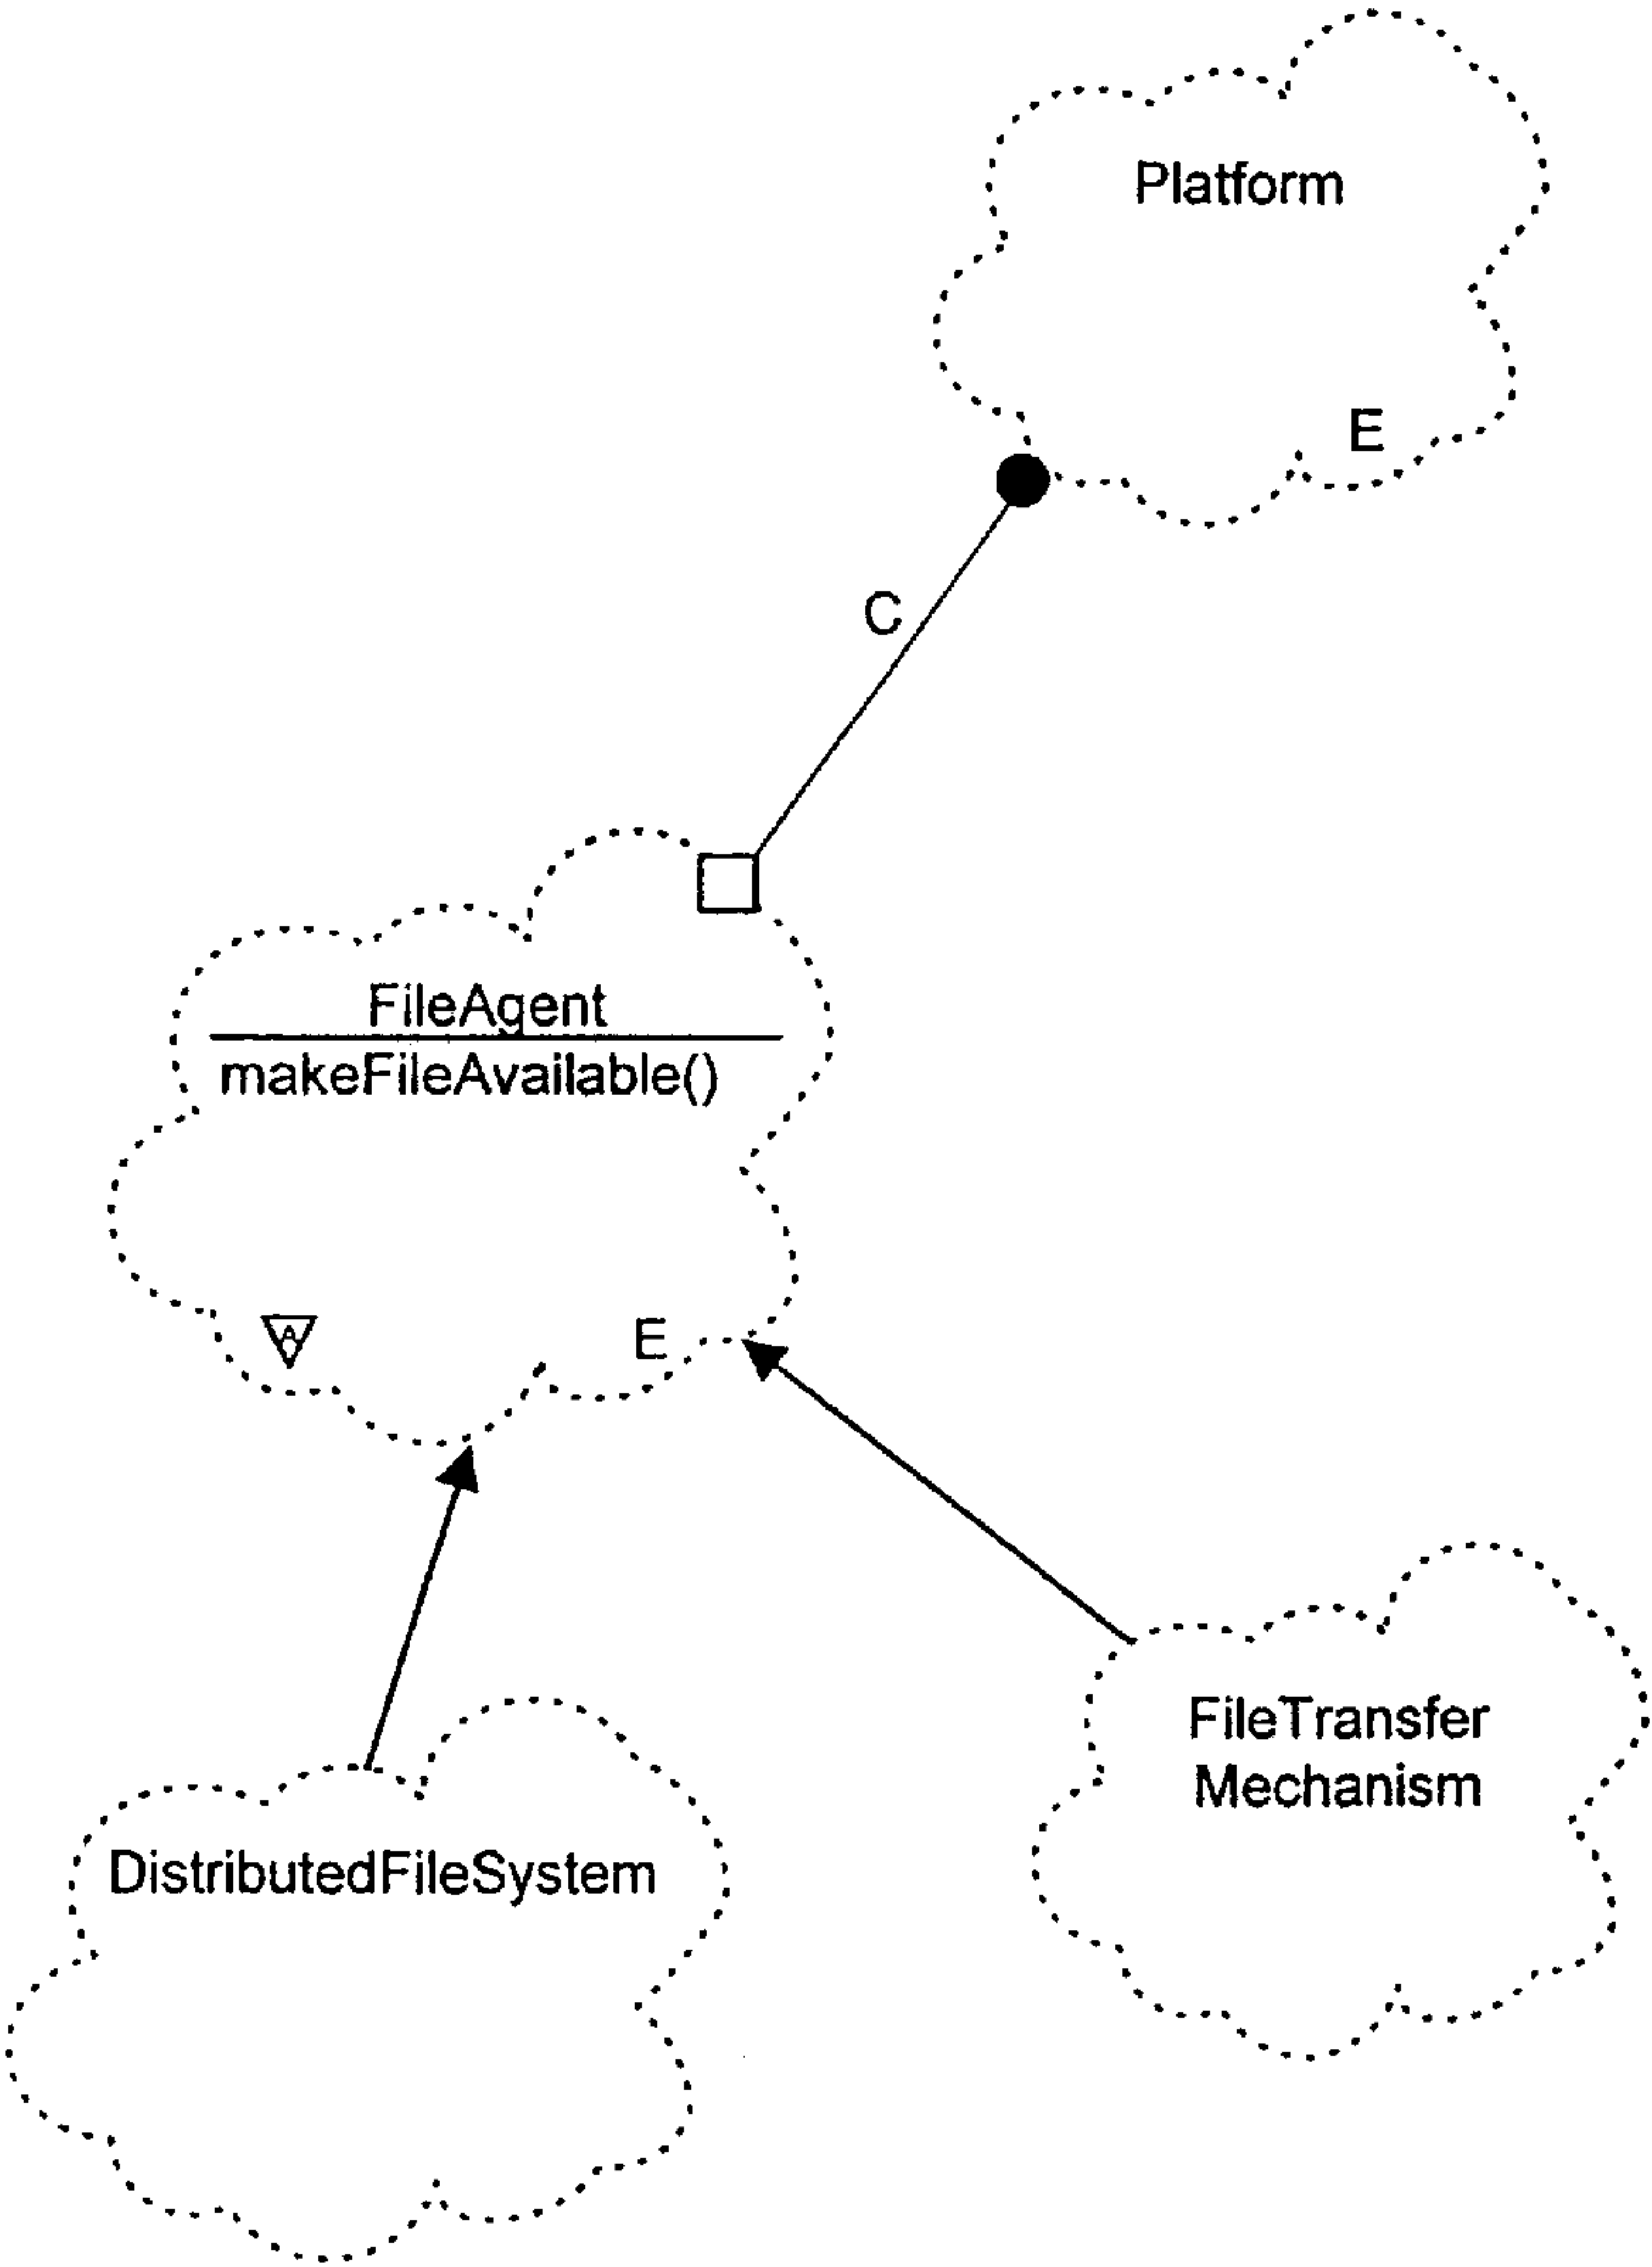 Platform
E
C
FileAgent
makeFileAvailable()
A
E
FileTransfer
Mechanism
DistributedFileSystem